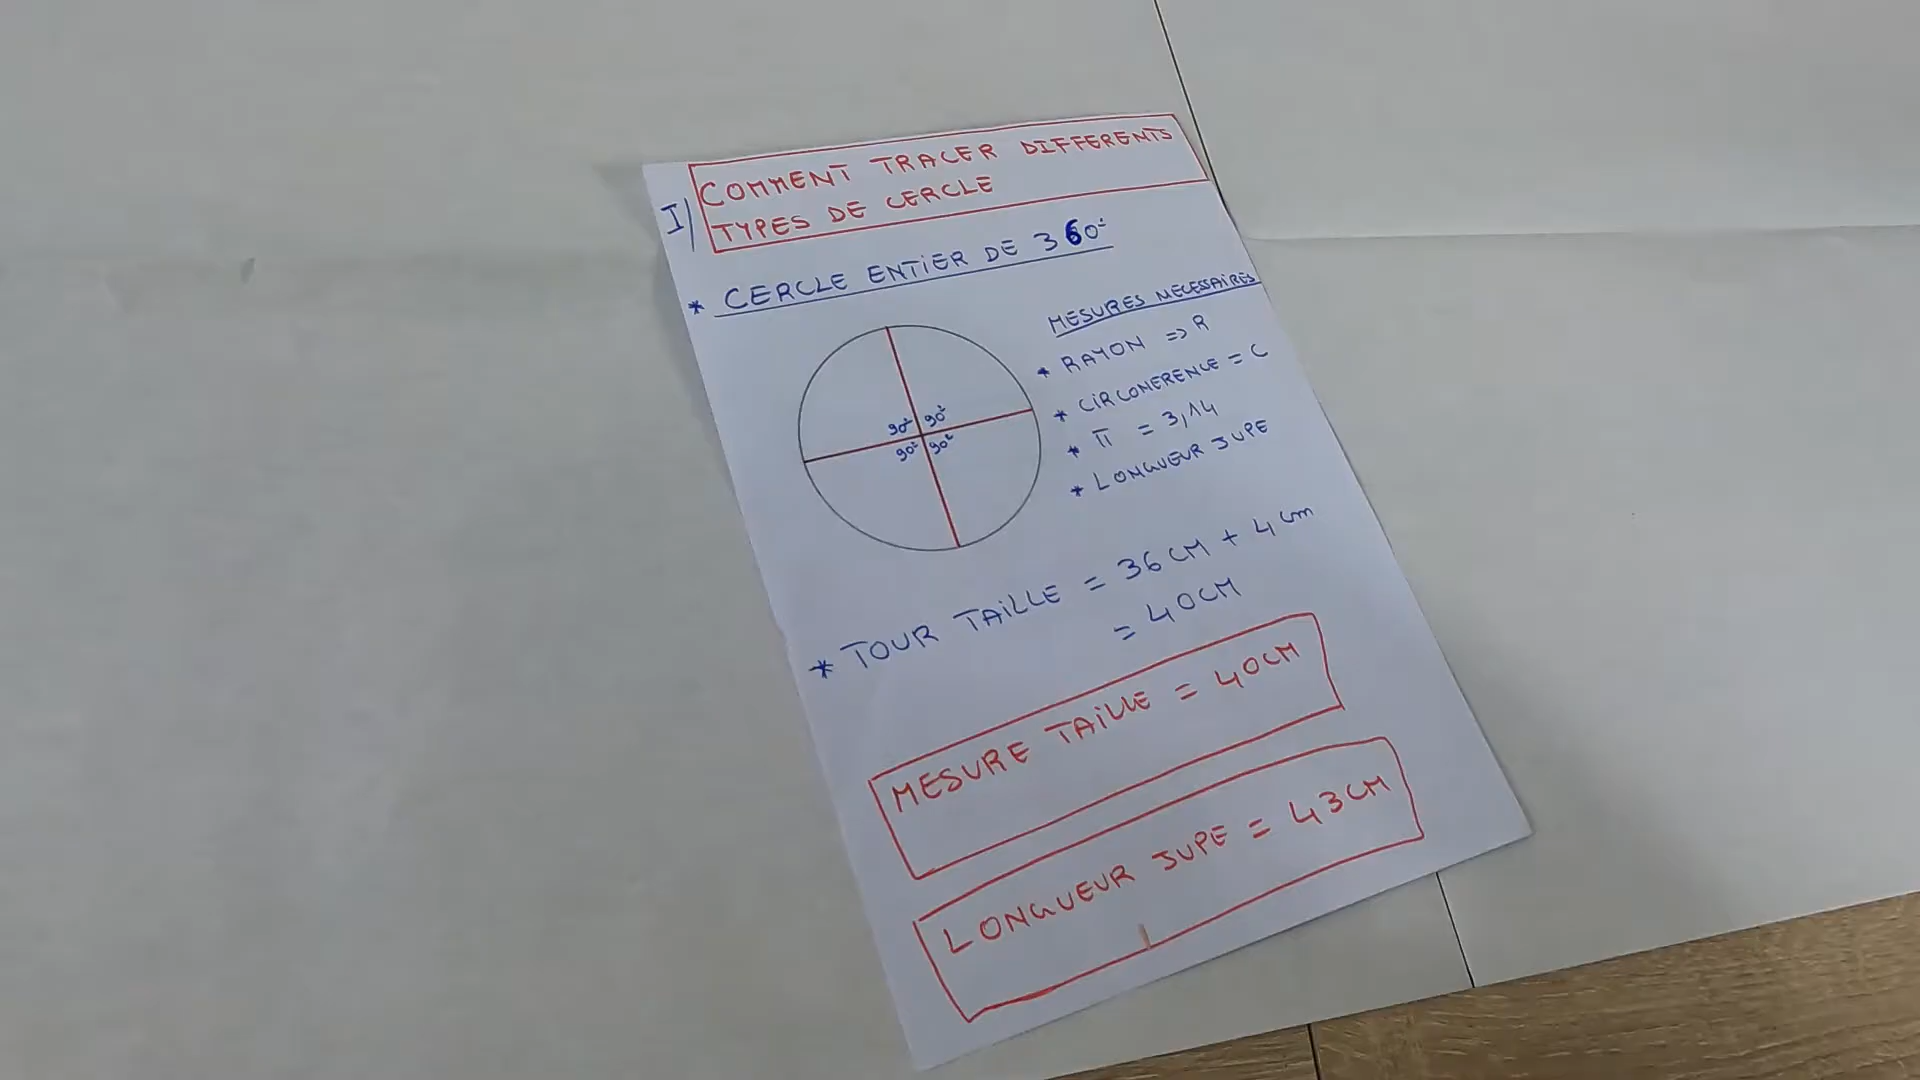 I) COMMENT TRACER DIFFERENTS
TYPES DE CERCLE
* CERCLE ENTIER DE 360°
MESURES NECESSAIRES
* RAYON => R
* CIRCOMERENCE = C
* π = 3,14
* LONGUEUR JUPE
90° 90°
90° 90°
* TOUR TAILLE = 36 CM + 4 cm
= 40CM
MESURE TAILLE = 40CM
LONGUEUR JUPE = 43CM